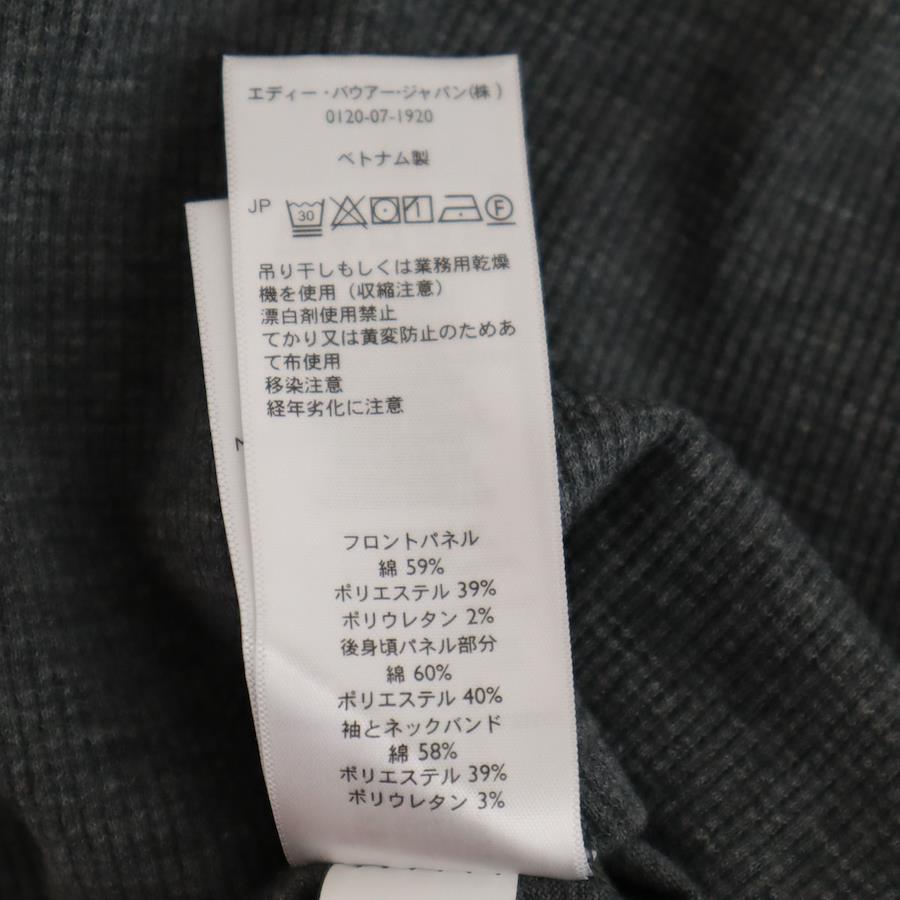 エディー・バウアー・ジャパン(株)
0120-07-1920
ベトナム製
JP 30
吊り干しもしくは業務用乾燥
機を使用（収縮注意）
漂白剤使用禁止
てかり又は黄変防止のためあ
て布使用
移染注意
経年劣化に注意
フロントパネル
綿 59%
ポリエステル 39%
ポリウレタン 2%
後身頃パネル部分
綿 60%
ポリエステル 40%
袖とネックバンド
綿 58%
ポリエステル 39%
ポリウレタン 3%